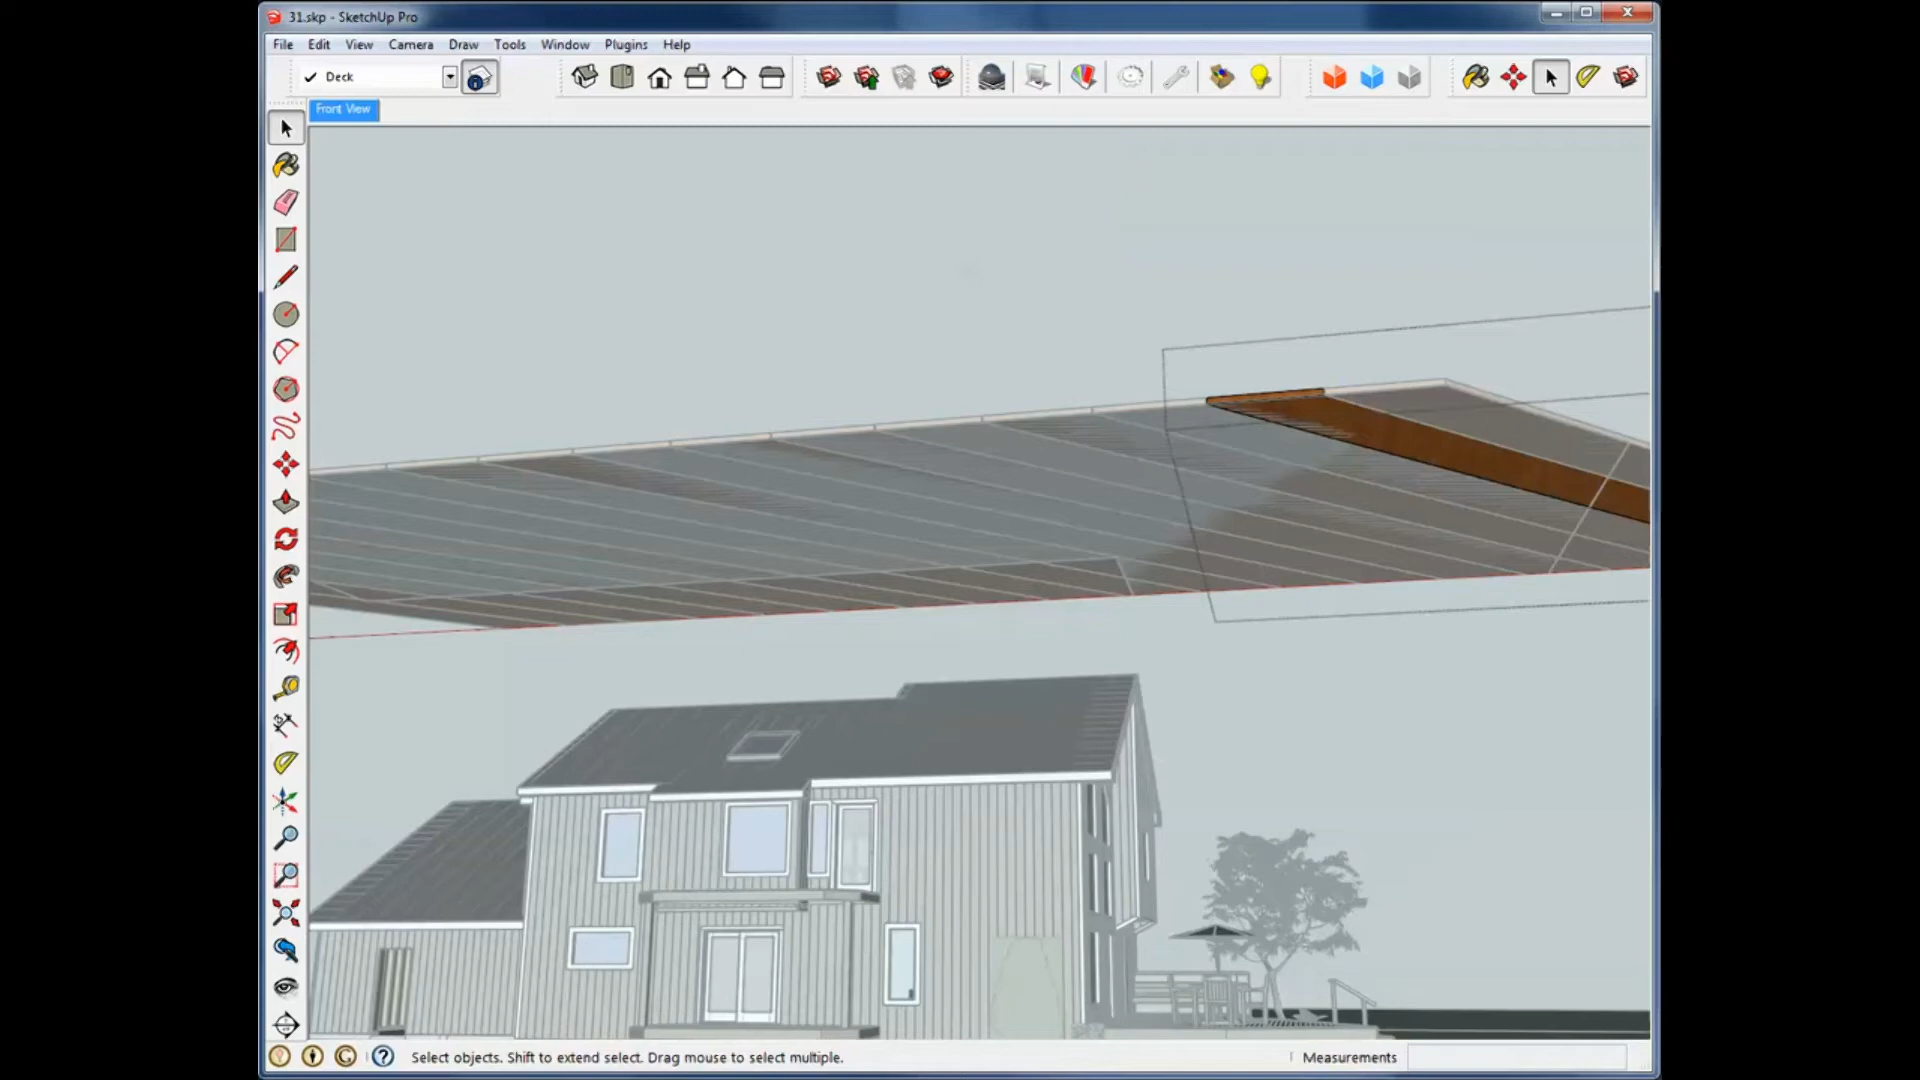 31.skp - SketchUp Pro
File Edit View Camera Draw Tools Window Plugins Help
Deck
Front View
Select objects. Shift to extend select. Drag mouse to select multiple.
Measurements